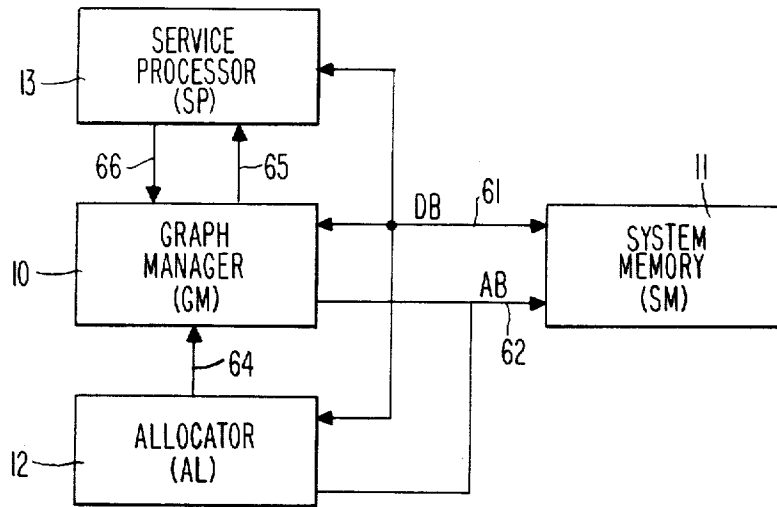 SERVICE
PROCESSOR
(SP)
13
66
65
11
DB
61
GRAPH
MANAGER
(GM)
10
SYSTEM
MEMORY
(SM)
AB
62
64
ALLOCATOR
(AL)
12